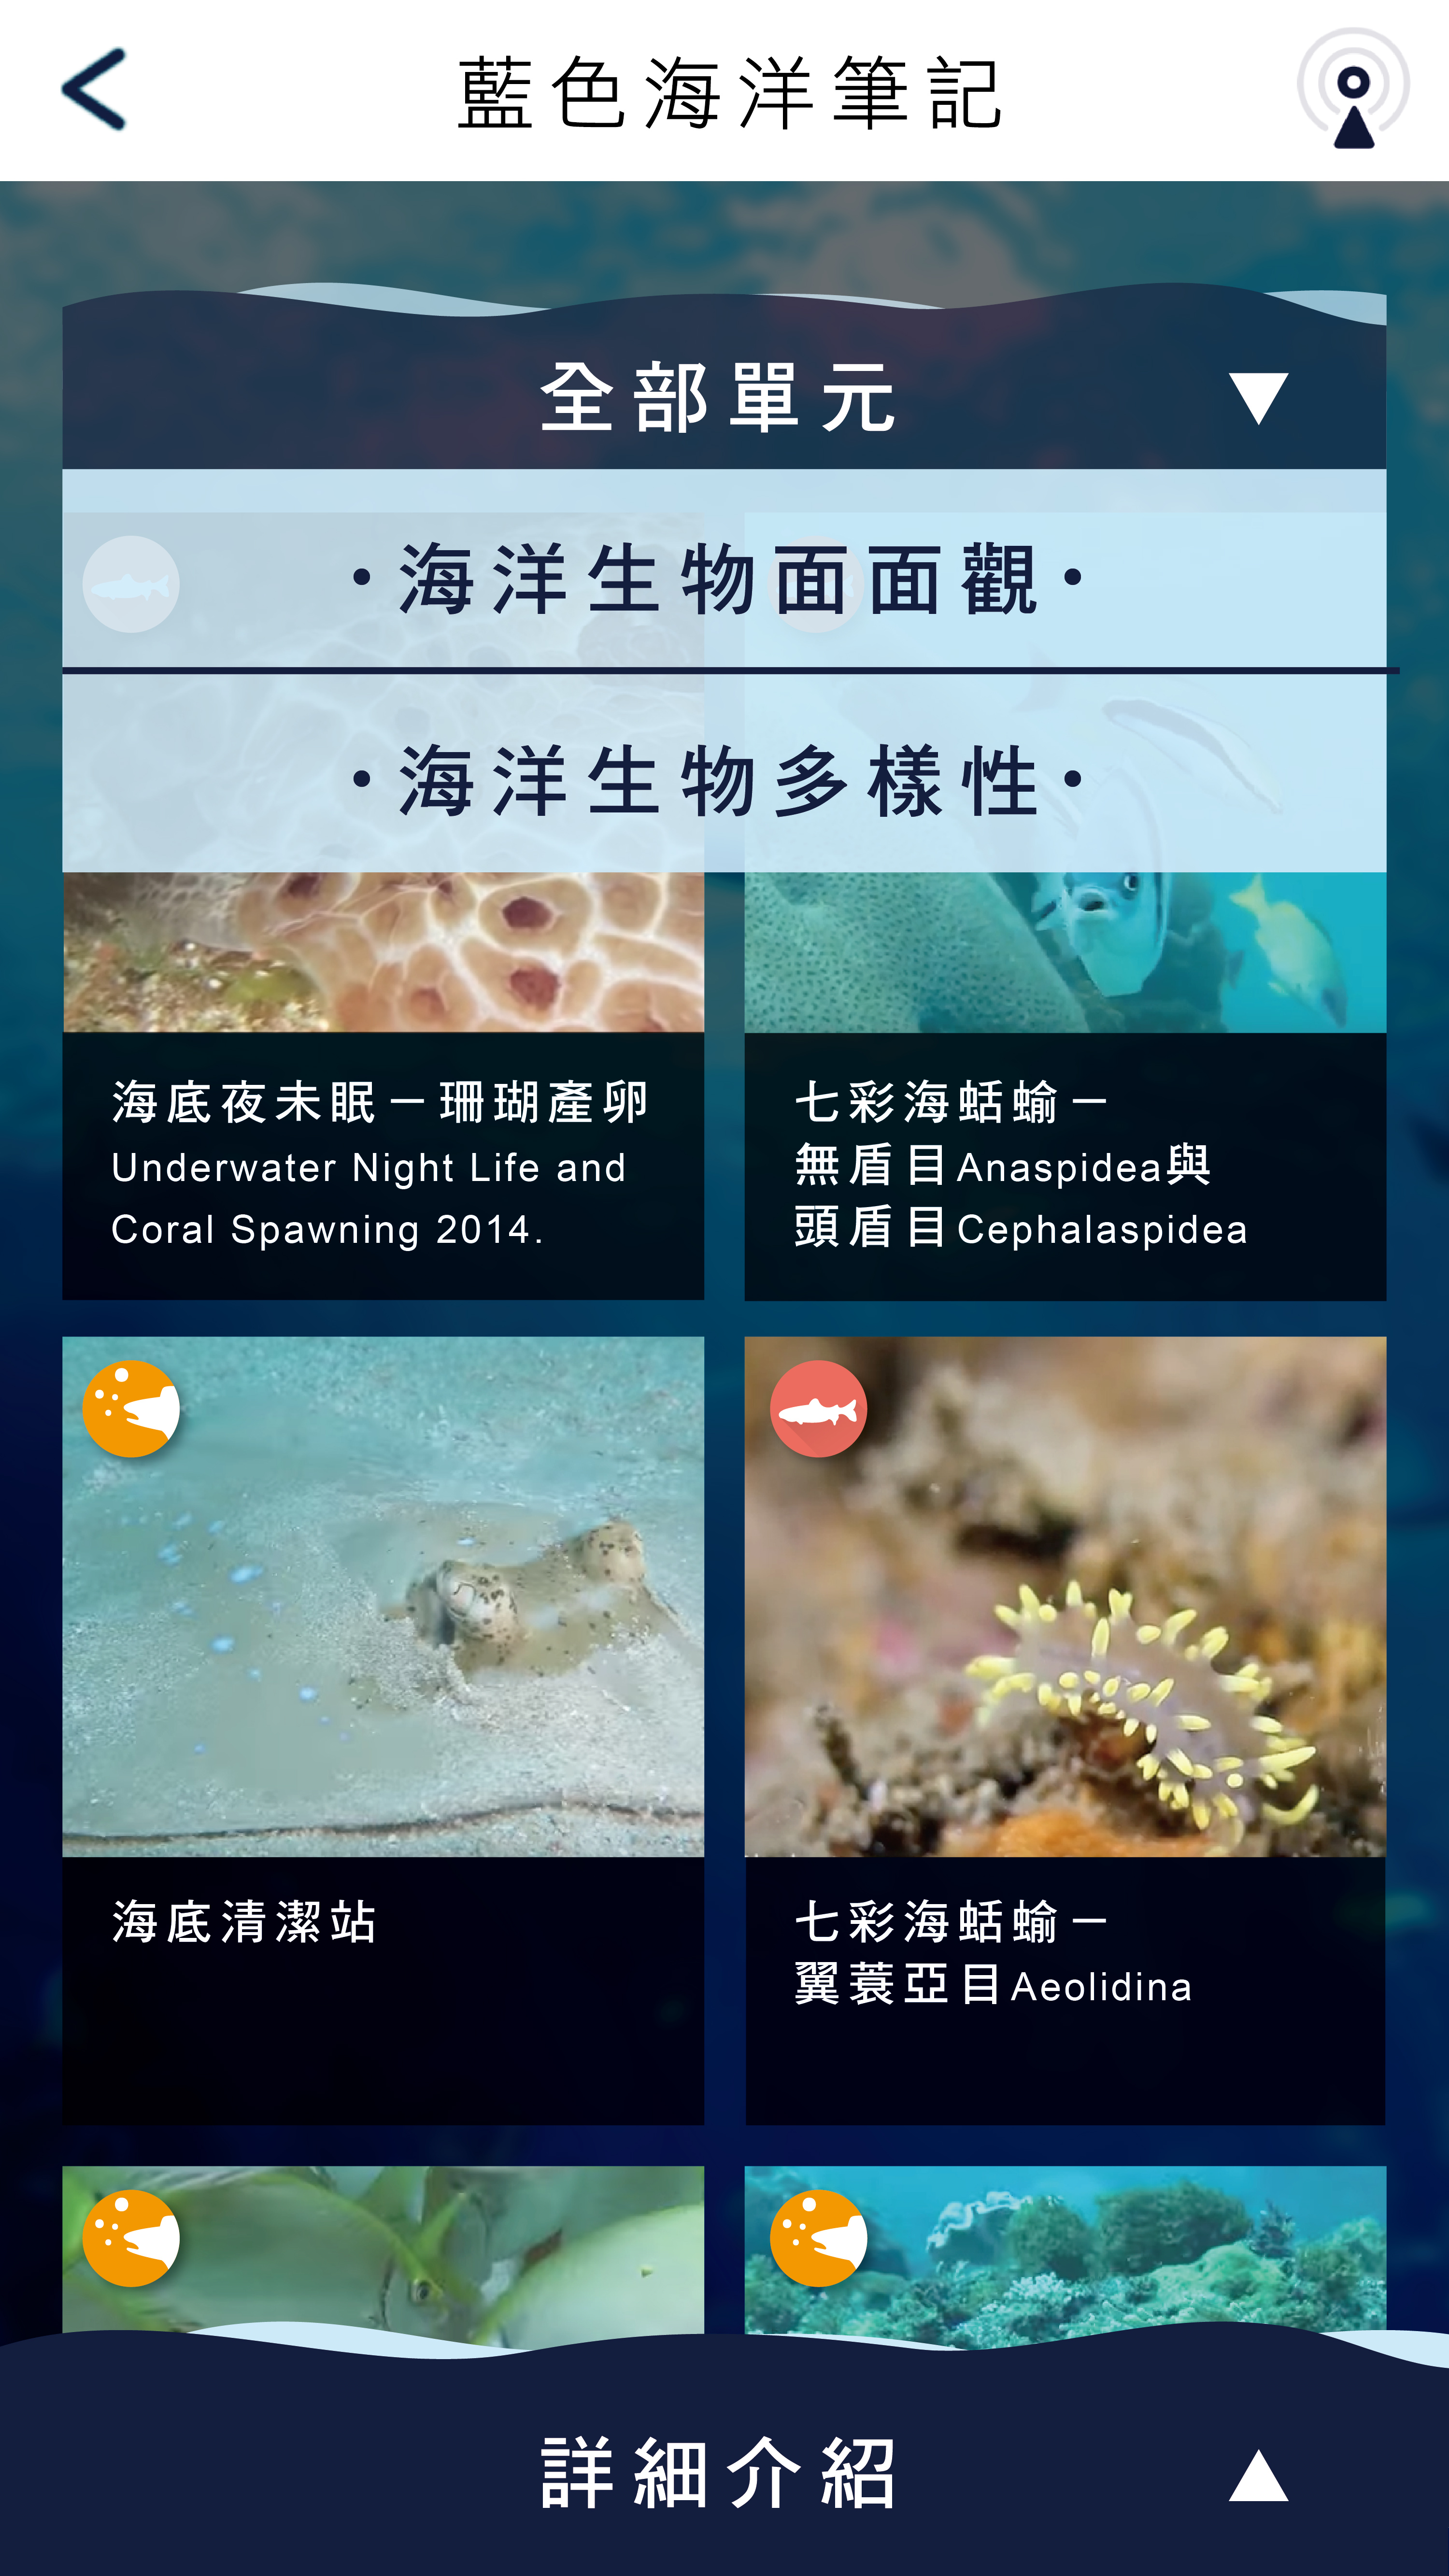 藍色海洋筆記
全部單元
·海洋生物面面觀·
·海洋生物多樣性·
海底夜未眠－珊瑚產卵
Underwater Night Life and
Coral Spawning 2014.
七彩海蛞蝓－
無盾目Anaspidea與
頭盾目Cephalaspidea
海底清潔站
七彩海蛞蝓－
翼蓑亞目Aeolidina
詳細介紹